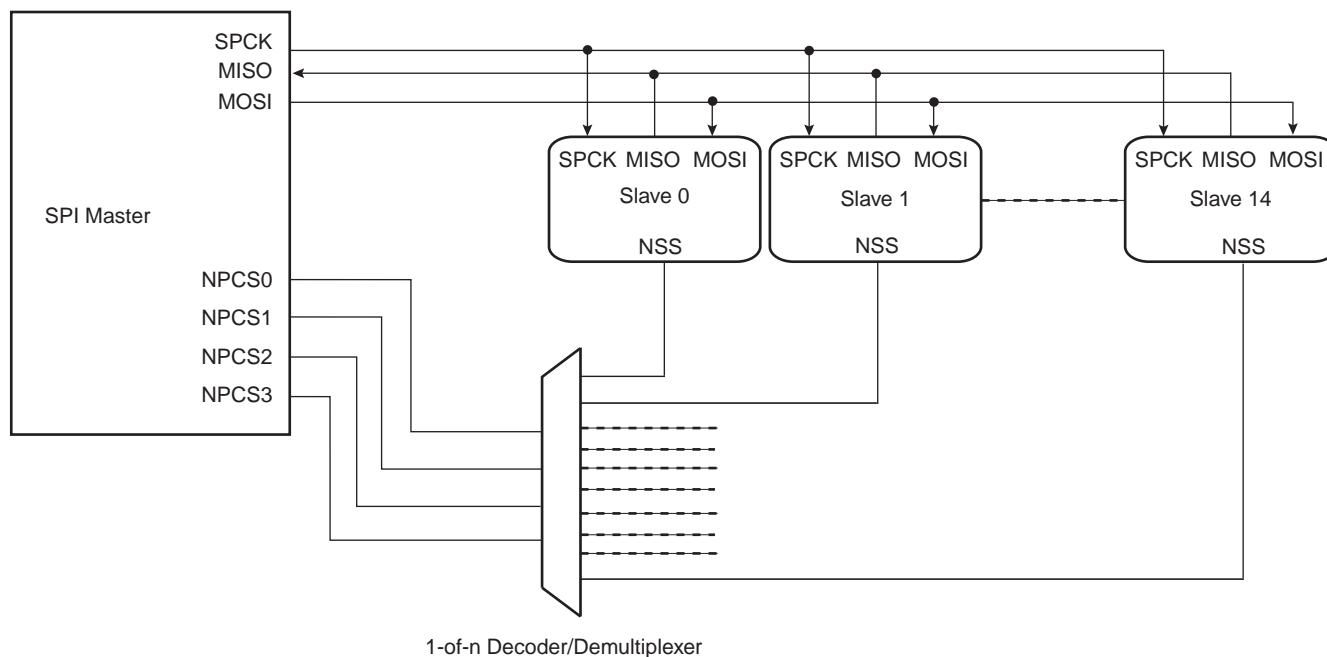 SPI Master
SPCK
MISO
MOSI
NPCS0
NPCS1
NPCS2
NPCS3
SPCK MISO MOSI
Slave 0
NSS
SPCK MISO MOSI
Slave 1
NSS
SPCK MISO MOSI
Slave 14
NSS
1-of-n Decoder/Demultiplexer